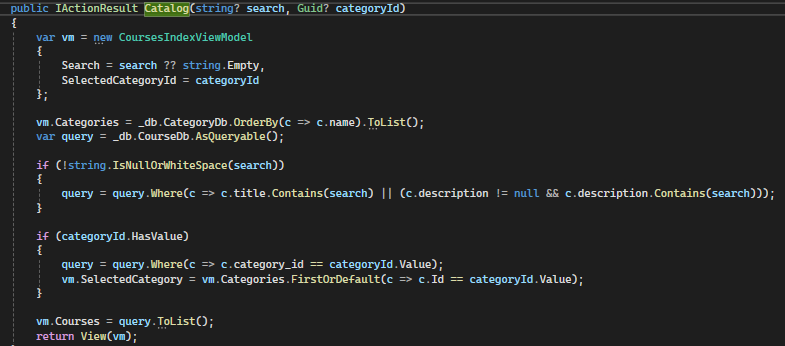 public IActionResult Catalog(string? search, Guid? categoryId)
{
var vm = new CoursesIndexViewModel
{
Search = search ?? string.Empty,
SelectedCategoryId = categoryId
};
vm.Categories = _db.CategoryDb.OrderBy(c => c.name).ToList();
var query = _db.CourseDb.AsQueryable();
if (!string.IsNullOrWhiteSpace(search))
{
query = query.Where(c => c.title.Contains(search) || (c.description != null && c.description.Contains(search)));
}
if (categoryId.HasValue)
{
query = query.Where(c => c.category_id == categoryId.Value);
vm.SelectedCategory = vm.Categories.FirstOrDefault(c => c.Id == categoryId.Value);
}
vm.Courses = query.ToList();
return View(vm);